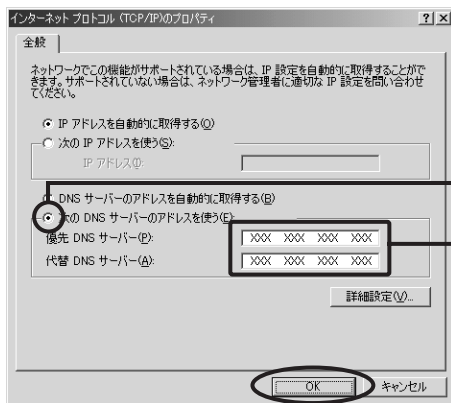 インターネット プロトコル (TCP/IP)のプロパティ
? ×
全般
ネットワークでこの機能がサポートされている場合は、IP 設定を自動的に取得することがで
きます。サポートされていない場合は、ネットワーク管理者に適切な IP 設定を問い合わせ
てください。
IP アドレスを自動的に取得する(O)
次の IP アドレスを使う(S):
IP アドレス(I):
DNS サーバーのアドレスを自動的に取得する(B)
次の DNS サーバーのアドレスを使う(E):
優先 DNS サーバー(P): XXX XXX XXX XXX
代替 DNS サーバー(A): XXX XXX XXX XXX
詳細設定(V)...
OK キャンセル